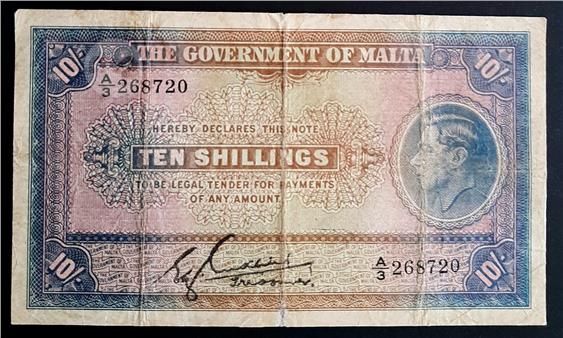 10/-
THE GOVERNMENT OF MALTA
10/-
A/3 268720
HEREBY DECLARES THIS NOTE
TEN SHILLINGS
TO BE LEGAL TENDER FOR PAYMENTS
OF ANY AMOUNT
A/3 268720
Treasurer.
10/-
10/-